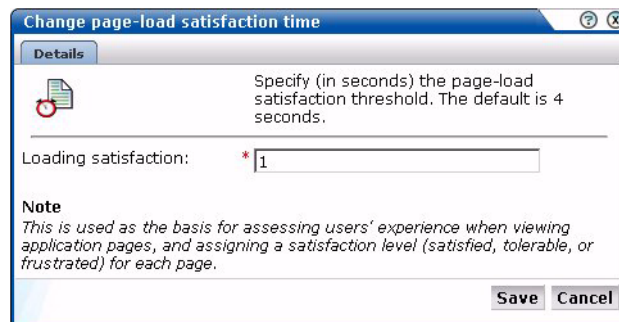 Change page-load satisfaction time
Details
Specify (in seconds) the page-load
satisfaction threshold. The default is 4
seconds.
Loading satisfaction: * 1
Note
This is used as the basis for assessing users' experience when viewing
application pages, and assigning a satisfaction level (satisfied, tolerable, or
frustrated) for each page.
Save Cancel